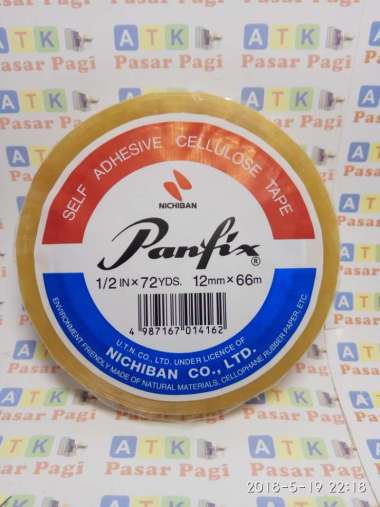 ATK
Pasar Pagi
SELF ADHESIVE CELLULOSE TAPE
NICHIBAN
Panfix®
1/2 IN × 72 YDS. 12mm × 66m
4 987167 014162
U.T.N. CO., LTD. UNDER LICENCE OF
NICHIBAN CO., LTD.
ENVIRONMENT FRIENDLY MADE OF NATURAL MATERIALS, CELLOPHANE, RUBBER, PAPER, ETC.
2018-5-19 22:18